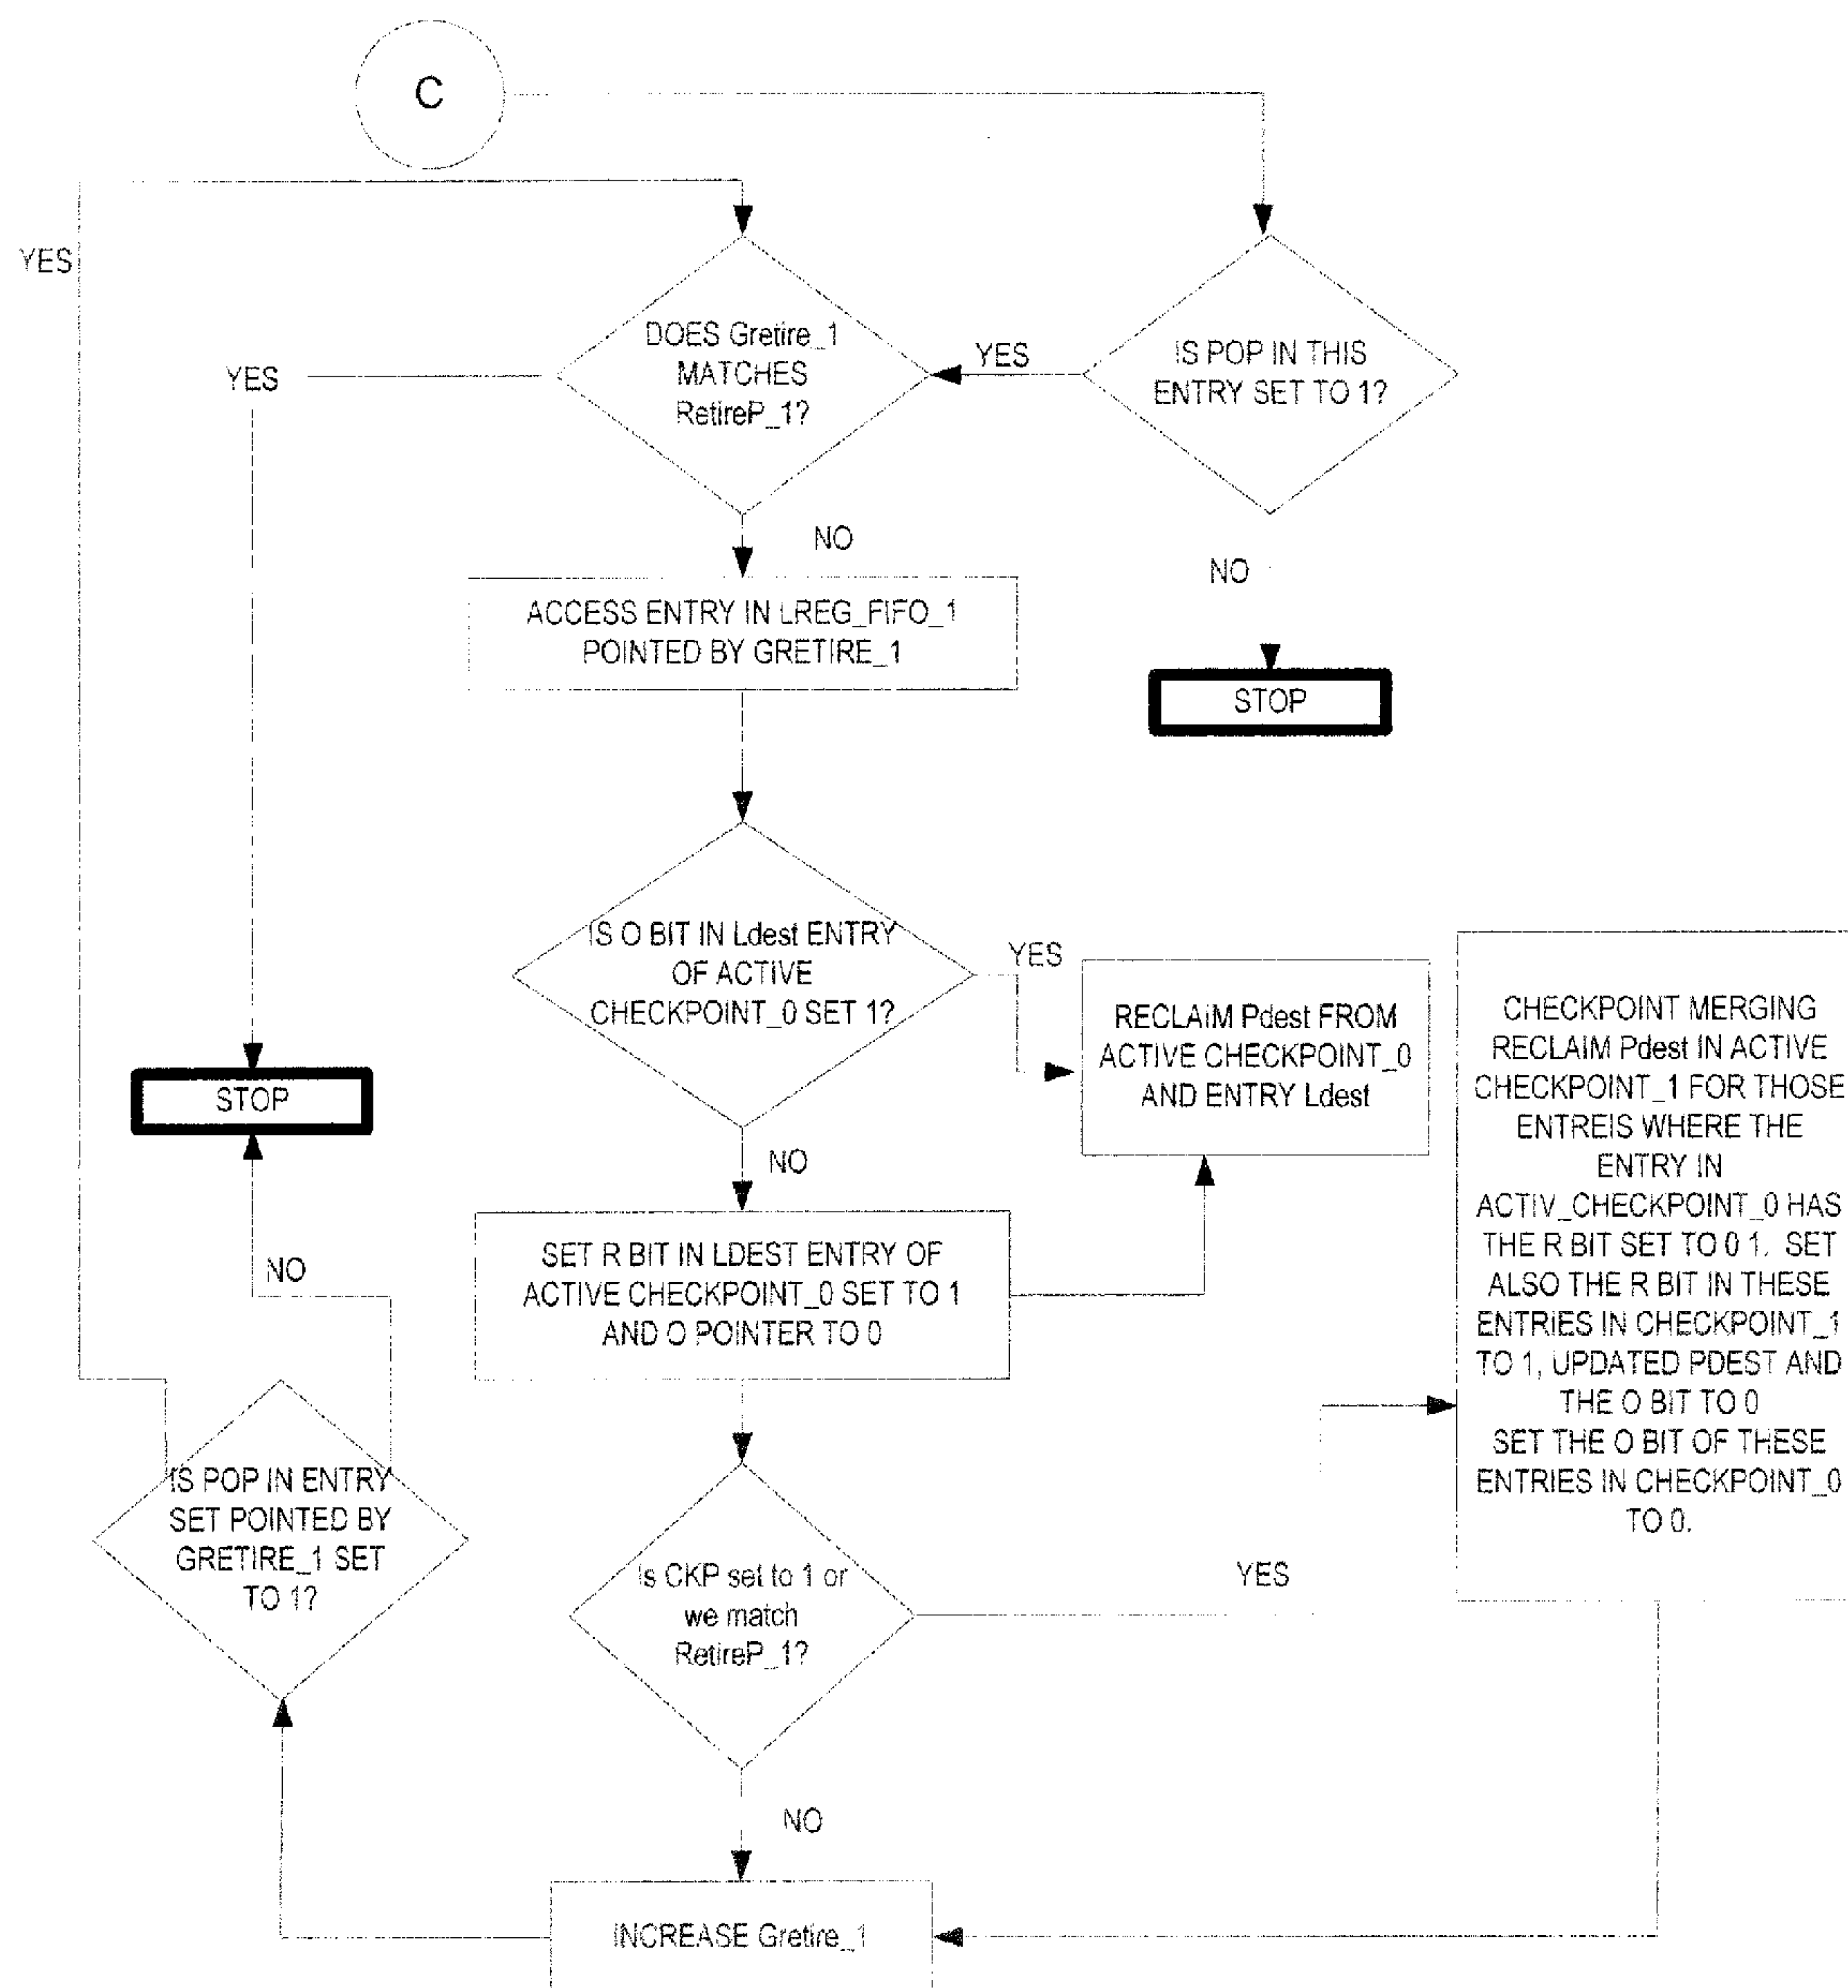 C
YES
DOES Gretire_1
MATCHES
RetireP_1?
YES
IS POP IN THIS
ENTRY SET TO 1?
YES
NO
NO
ACCESS ENTRY IN LREG_FIFO_1
POINTED BY GRETIRE_1
STOP
IS O BIT IN Ldest ENTRY
OF ACTIVE
CHECKPOINT_0 SET 1?
YES
RECLAIM Pdest FROM
ACTIVE CHECKPOINT_0
AND ENTRY Ldest
CHECKPOINT MERGING
RECLAIM Pdest IN ACTIVE
CHECKPOINT_1 FOR THOSE
ENTREIS WHERE THE
ENTRY IN
ACTIV_CHECKPOINT_0 HAS
THE R BIT SET TO 0 1. SET
ALSO THE R BIT IN THESE
ENTRIES IN CHECKPOINT_1
TO 1, UPDATED PDEST AND
THE O BIT TO 0
SET THE O BIT OF THESE
ENTRIES IN CHECKPOINT_0
TO 0.
STOP
NO
SET R BIT IN LDEST ENTRY OF
ACTIVE CHECKPOINT_0 SET TO 1
AND O POINTER TO 0
NO
IS POP IN ENTRY
SET POINTED BY
GRETIRE_1 SET
TO 1?
Is CKP set to 1 or
we match
RetireP_1?
YES
NO
INCREASE Gretire_1